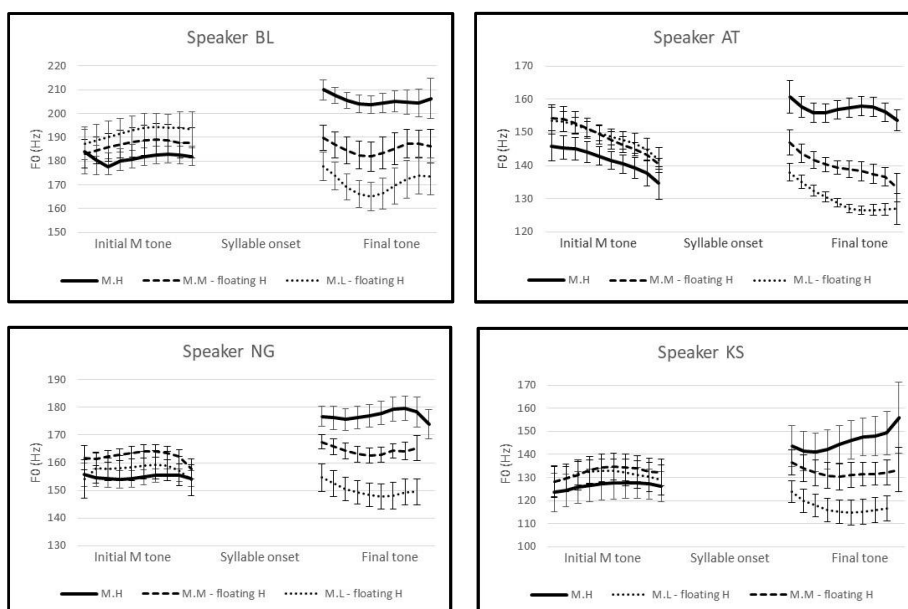 Speaker BL
220
210
200
190
180
170
160
150
F0 (Hz)
Initial M tone Syllable onset Final tone
M.H M.M - floating H M.L - floating H
Speaker AT
170
160
150
140
130
120
F0 (Hz)
Initial M tone Syllable onset Final tone
M.H M.M - floating H M.L - floating H
Speaker NG
190
180
170
160
150
140
130
F0 (Hz)
Initial M tone Syllable onset Final tone
M.H M.M - floating H M.L - floating H
Speaker KS
170
160
150
140
130
120
110
100
F0 (Hz)
Initial M tone Syllable onset Final tone
M.H M.L - floating H M.M - floating H